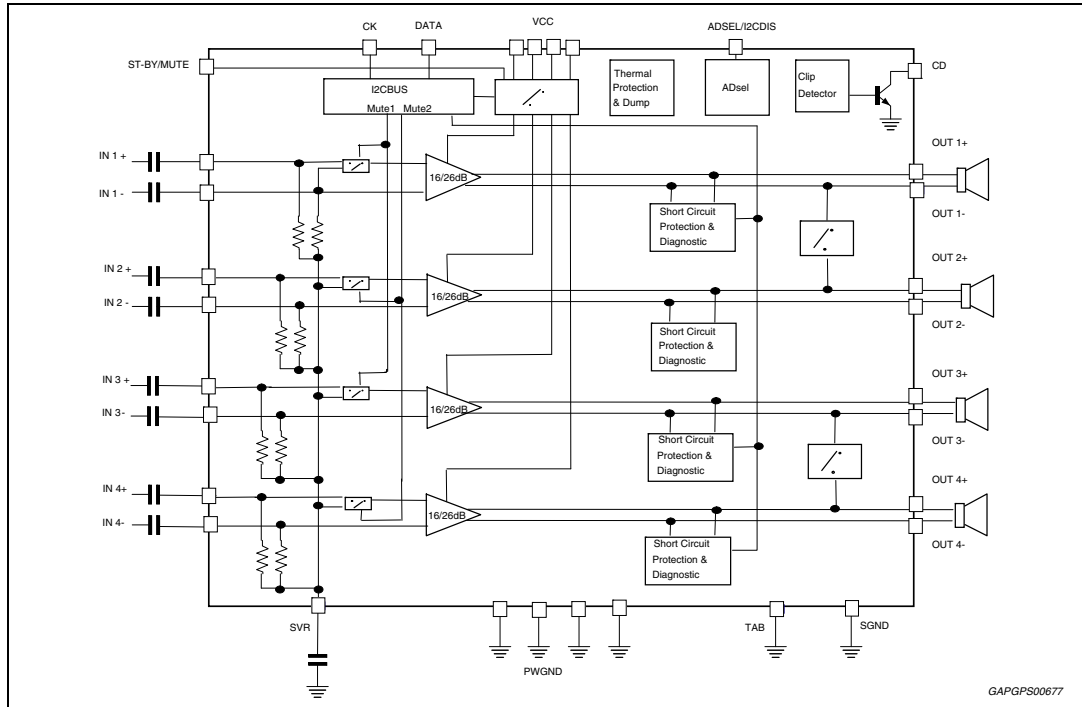 CK
DATA
VCC
ADSEL/I2CDIS
ST-BY/MUTE
I2CBUS
Mute1 Mute2
Thermal
Protection
& Dump
ADsel
Clip
Detector
CD
IN 1 +
IN 1 -
16/26dB
Short Circuit
Protection &
Diagnostic
OUT 1+
OUT 1-
IN 2 +
IN 2 -
16/26dB
Short Circuit
Protection &
Diagnostic
OUT 2+
OUT 2-
IN 3 +
IN 3-
16/26dB
Short Circuit
Protection &
Diagnostic
OUT 3+
OUT 3-
IN 4+
IN 4-
16/26dB
Short Circuit
Protection &
Diagnostic
OUT 4+
OUT 4-
SVR
PWGND
TAB
SGND
GAPGPS00677